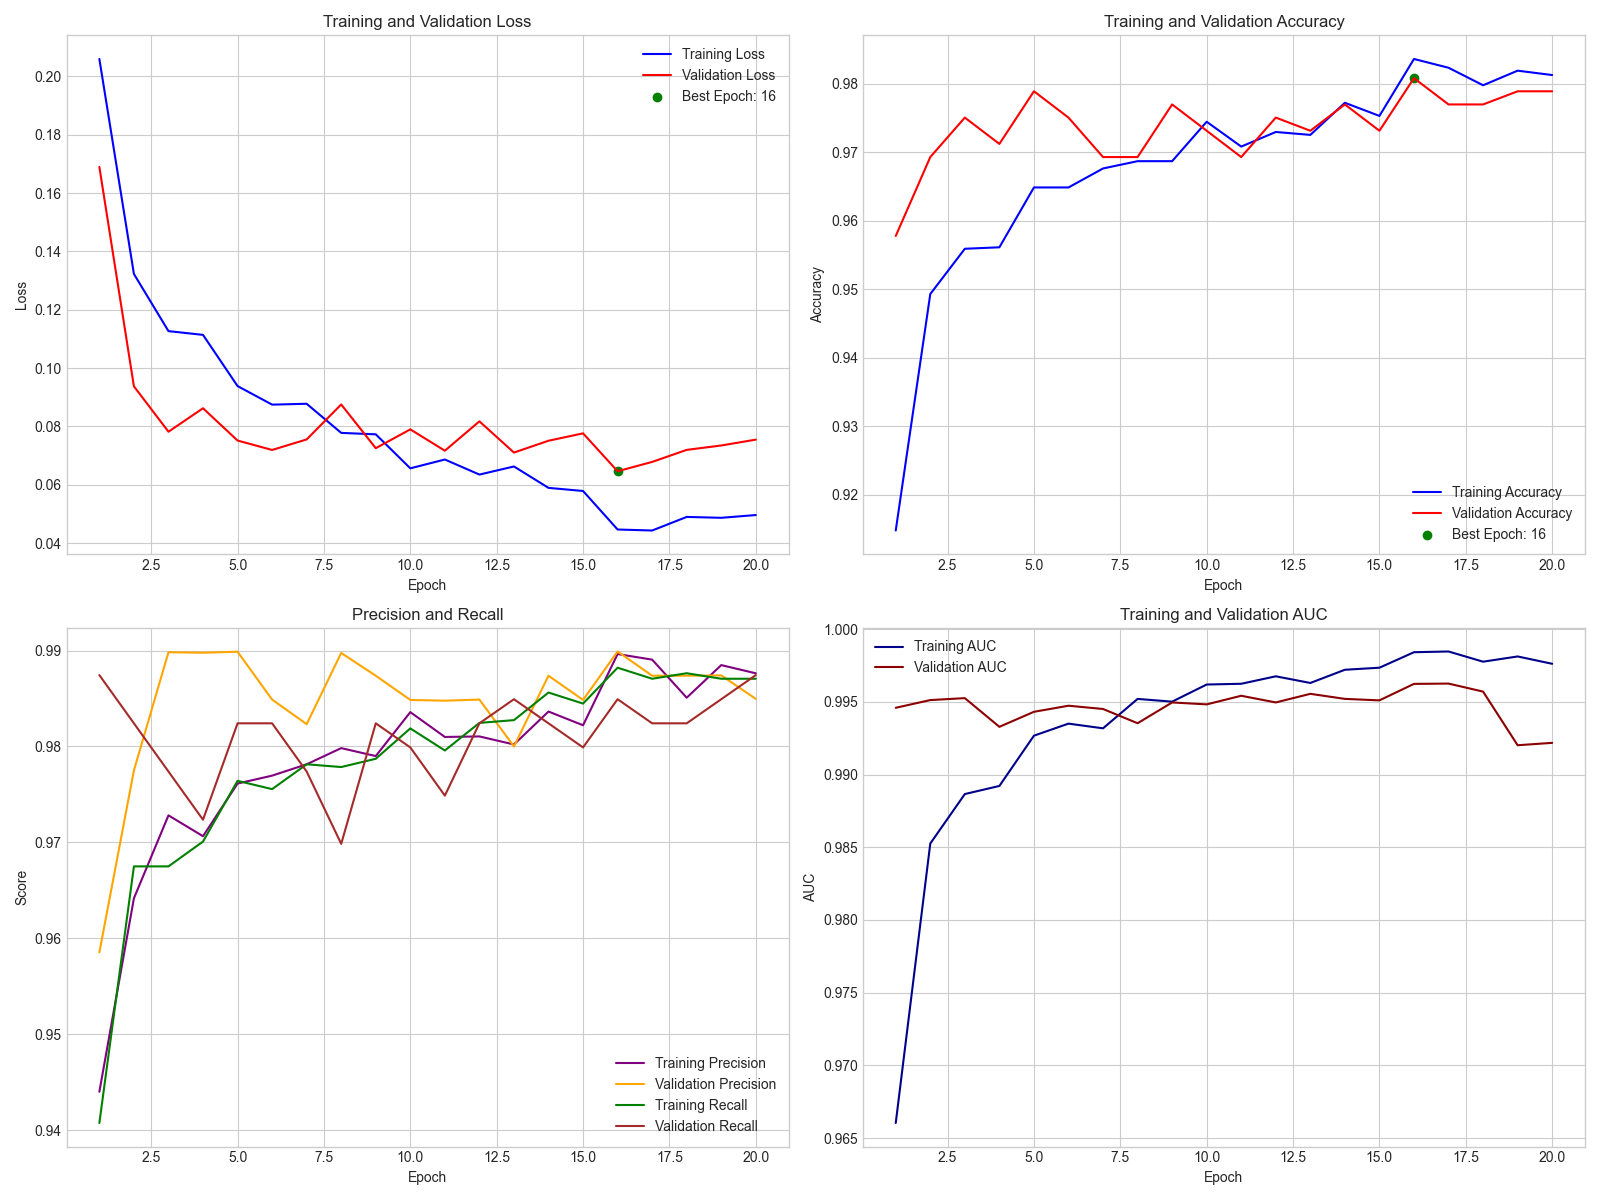 Training and Validation Loss
Training Loss
Validation Loss
Best Epoch: 16
0.20
0.18
0.16
0.14
0.12
0.10
0.08
0.06
0.04
Loss
2.5 5.0 7.5 10.0 12.5 15.0 17.5 20.0
Epoch
Training and Validation Accuracy
0.98
0.97
0.96
0.95
0.94
0.93
0.92
Accuracy
Training Accuracy
Validation Accuracy
Best Epoch: 16
2.5 5.0 7.5 10.0 12.5 15.0 17.5 20.0
Epoch
Precision and Recall
0.99
0.98
0.97
0.96
0.95
0.94
Score
Training Precision
Validation Precision
Training Recall
Validation Recall
2.5 5.0 7.5 10.0 12.5 15.0 17.5 20.0
Epoch
Training and Validation AUC
Training AUC
Validation AUC
1.000
0.995
0.990
0.985
0.980
0.975
0.970
0.965
AUC
2.5 5.0 7.5 10.0 12.5 15.0 17.5 20.0
Epoch